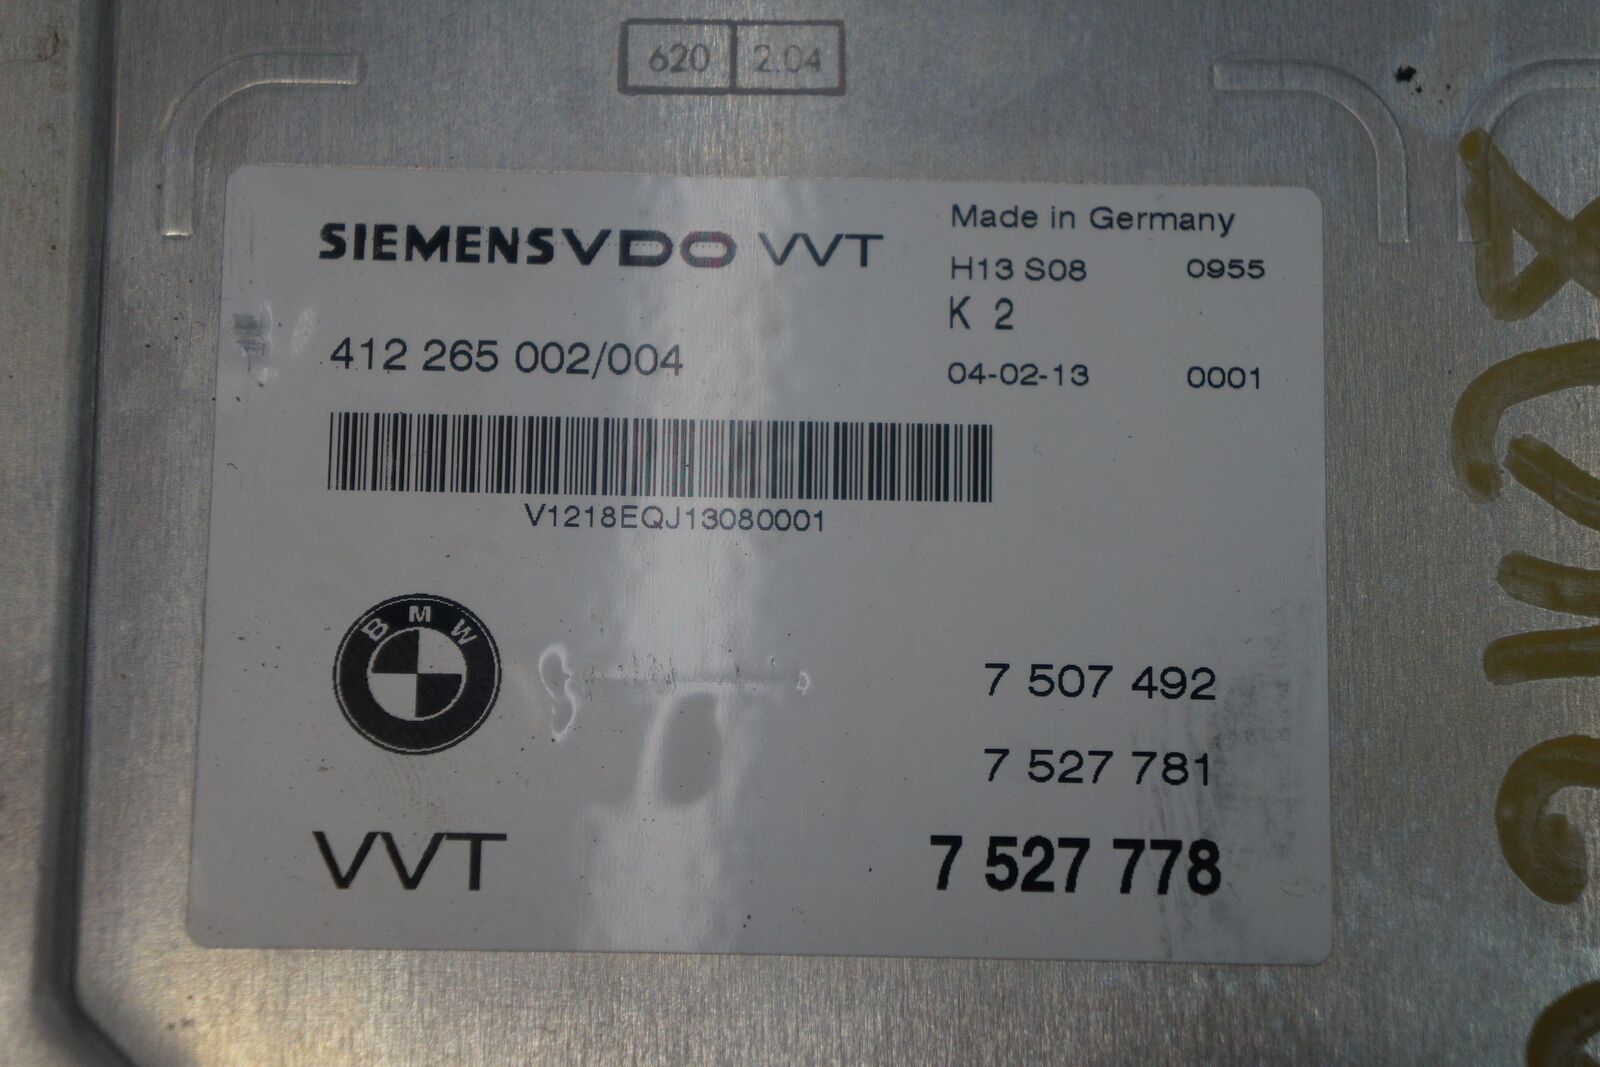 620 2.04
SIEMENS VDO VVT
Made in Germany
H13 S08 0955
K 2
412 265 002/004
04-02-13 0001
V1218EQJ13080001
BMW
7 507 492
7 527 781
VVT 7 527 778